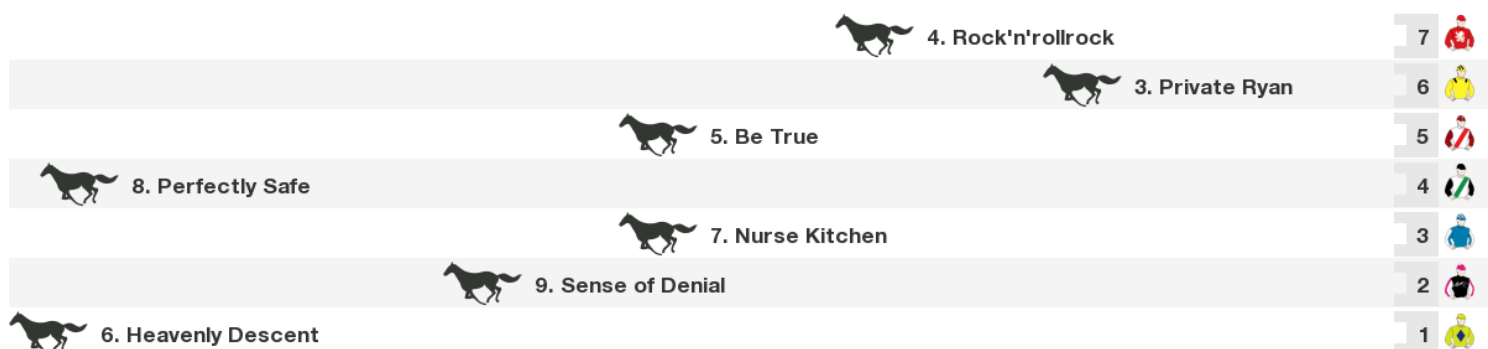 4. Rock'n'rollrock 7
3. Private Ryan 6
5. Be True 5
8. Perfectly Safe 4
7. Nurse Kitchen 3
9. Sense of Denial 2
6. Heavenly Descent 1